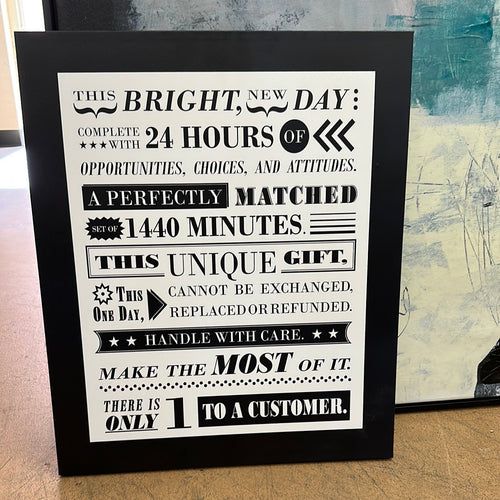 THIS BRIGHT, NEW DAY:
COMPLETE WITH 24 HOURS OF
OPPORTUNITIES, CHOICES, AND ATTITUDES.
A PERFECTLY MATCHED
SET OF 1440 MINUTES.
THIS UNIQUE GIFT,
THIS ONE DAY, CANNOT BE EXCHANGED,
REPLACED OR REFUNDED.
HANDLE WITH CARE.
MAKE THE MOST OF IT.
THERE IS ONLY 1 TO A CUSTOMER.